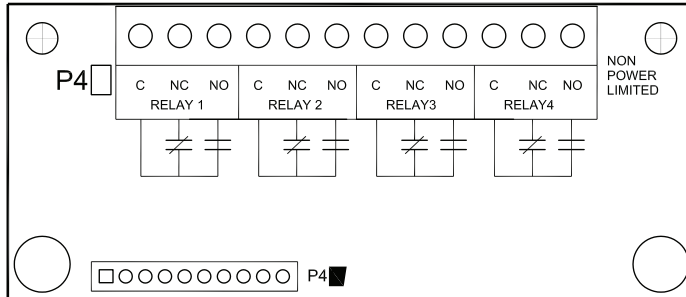 P4
C NC NO C NC NO C NC NO C NC NO
RELAY 1 RELAY 2 RELAY3 RELAY4
NON
POWER
LIMITED
P4